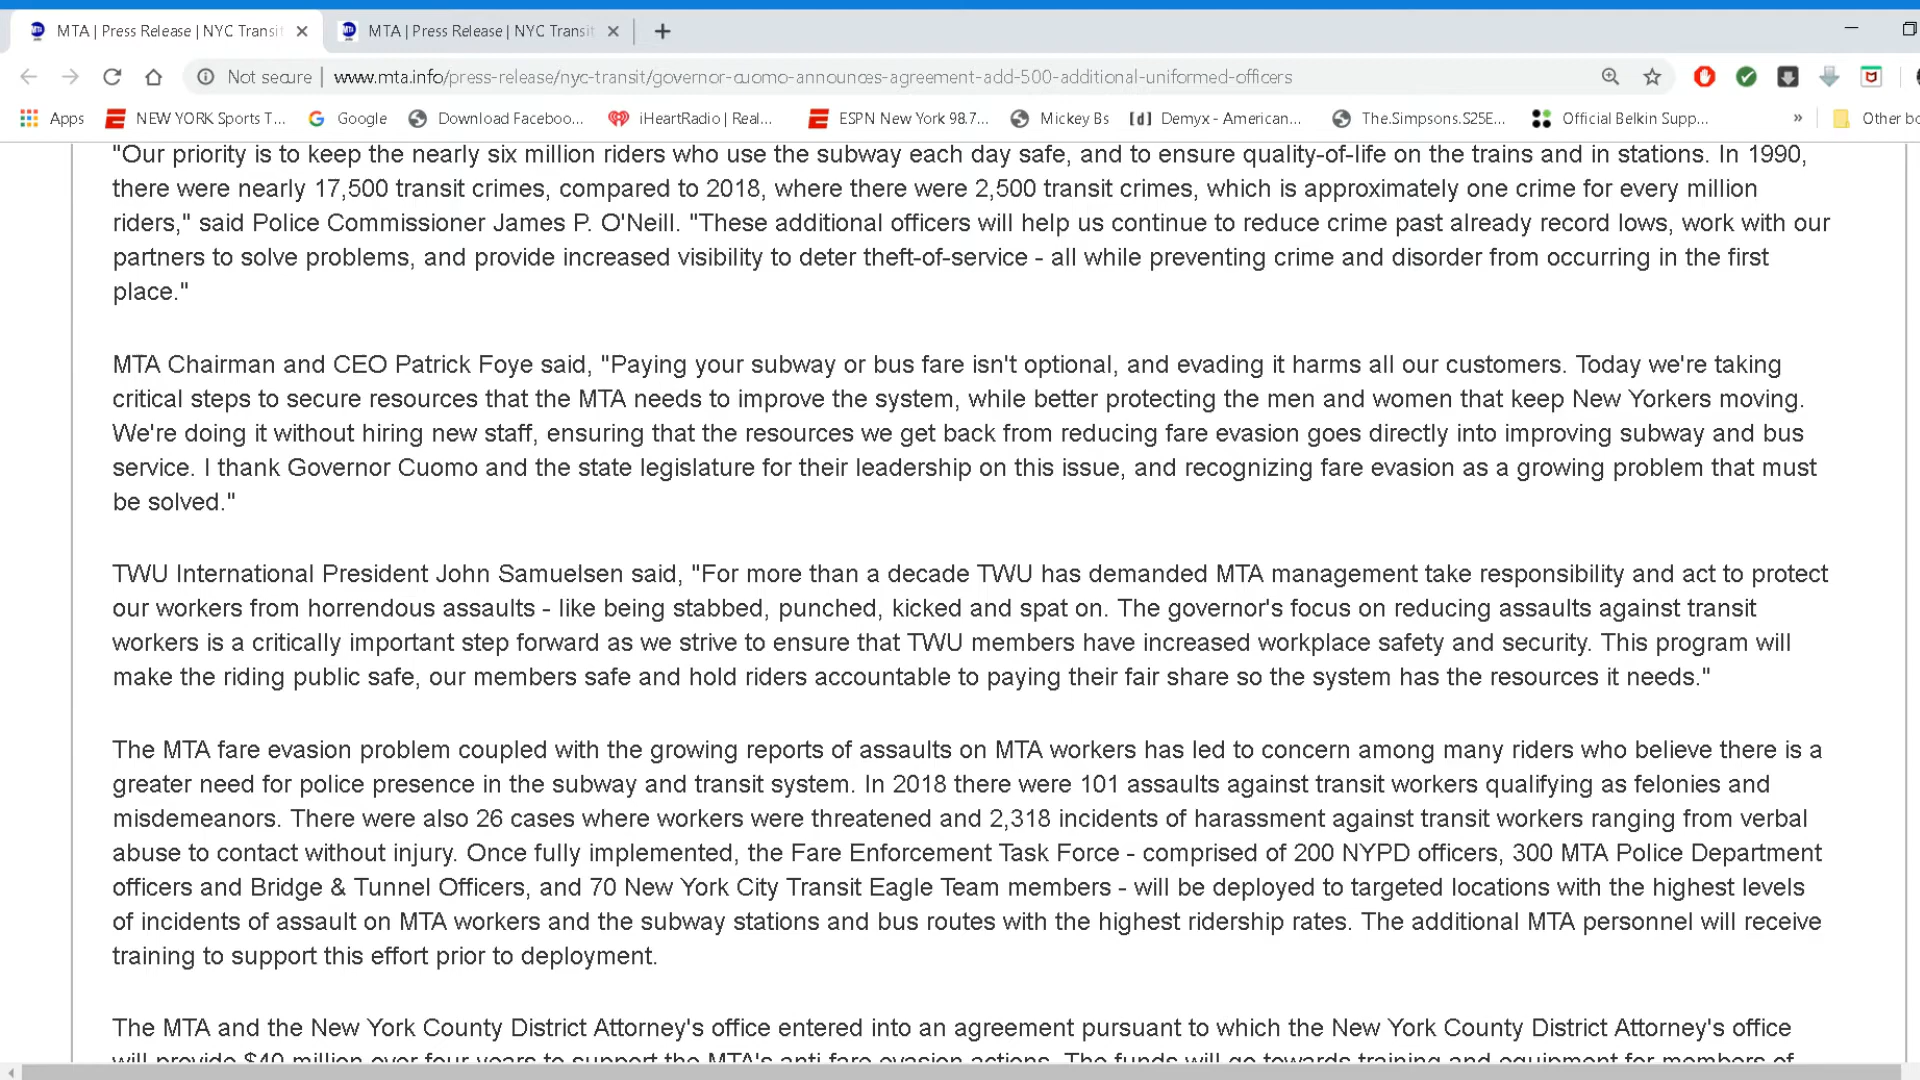 MTA | Press Release | NYC Transit
MTA | Press Release | NYC Transit
Not secure | www.mta.info/press-release/nyc-transit/governor-cuomo-announces-agreement-add-500-additional-uniformed-officers
Apps NEW YORK Sports T... Google Download Faceboo... iHeartRadio | Real... ESPN New York 98.7... Mickey Bs [d] Demyx - American... The.Simpsons.S25E... Official Belkin Supp... » Other bo
"Our priority is to keep the nearly six million riders who use the subway each day safe, and to ensure quality-of-life on the trains and in stations. In 1990,
there were nearly 17,500 transit crimes, compared to 2018, where there were 2,500 transit crimes, which is approximately one crime for every million
riders," said Police Commissioner James P. O'Neill. "These additional officers will help us continue to reduce crime past already record lows, work with our
partners to solve problems, and provide increased visibility to deter theft-of-service - all while preventing crime and disorder from occurring in the first
place."
MTA Chairman and CEO Patrick Foye said, "Paying your subway or bus fare isn't optional, and evading it harms all our customers. Today we're taking
critical steps to secure resources that the MTA needs to improve the system, while better protecting the men and women that keep New Yorkers moving.
We're doing it without hiring new staff, ensuring that the resources we get back from reducing fare evasion goes directly into improving subway and bus
service. I thank Governor Cuomo and the state legislature for their leadership on this issue, and recognizing fare evasion as a growing problem that must
be solved."
TWU International President John Samuelsen said, "For more than a decade TWU has demanded MTA management take responsibility and act to protect
our workers from horrendous assaults - like being stabbed, punched, kicked and spat on. The governor's focus on reducing assaults against transit
workers is a critically important step forward as we strive to ensure that TWU members have increased workplace safety and security. This program will
make the riding public safe, our members safe and hold riders accountable to paying their fair share so the system has the resources it needs."
The MTA fare evasion problem coupled with the growing reports of assaults on MTA workers has led to concern among many riders who believe there is a
greater need for police presence in the subway and transit system. In 2018 there were 101 assaults against transit workers qualifying as felonies and
misdemeanors. There were also 26 cases where workers were threatened and 2,318 incidents of harassment against transit workers ranging from verbal
abuse to contact without injury. Once fully implemented, the Fare Enforcement Task Force - comprised of 200 NYPD officers, 300 MTA Police Department
officers and Bridge & Tunnel Officers, and 70 New York City Transit Eagle Team members - will be deployed to targeted locations with the highest levels
of incidents of assault on MTA workers and the subway stations and bus routes with the highest ridership rates. The additional MTA personnel will receive
training to support this effort prior to deployment.
The MTA and the New York County District Attorney's office entered into an agreement pursuant to which the New York County District Attorney's office
will provide $40 million over four years to support the MTA's anti fare evasion actions. The funds will go towards training and equipment for members of